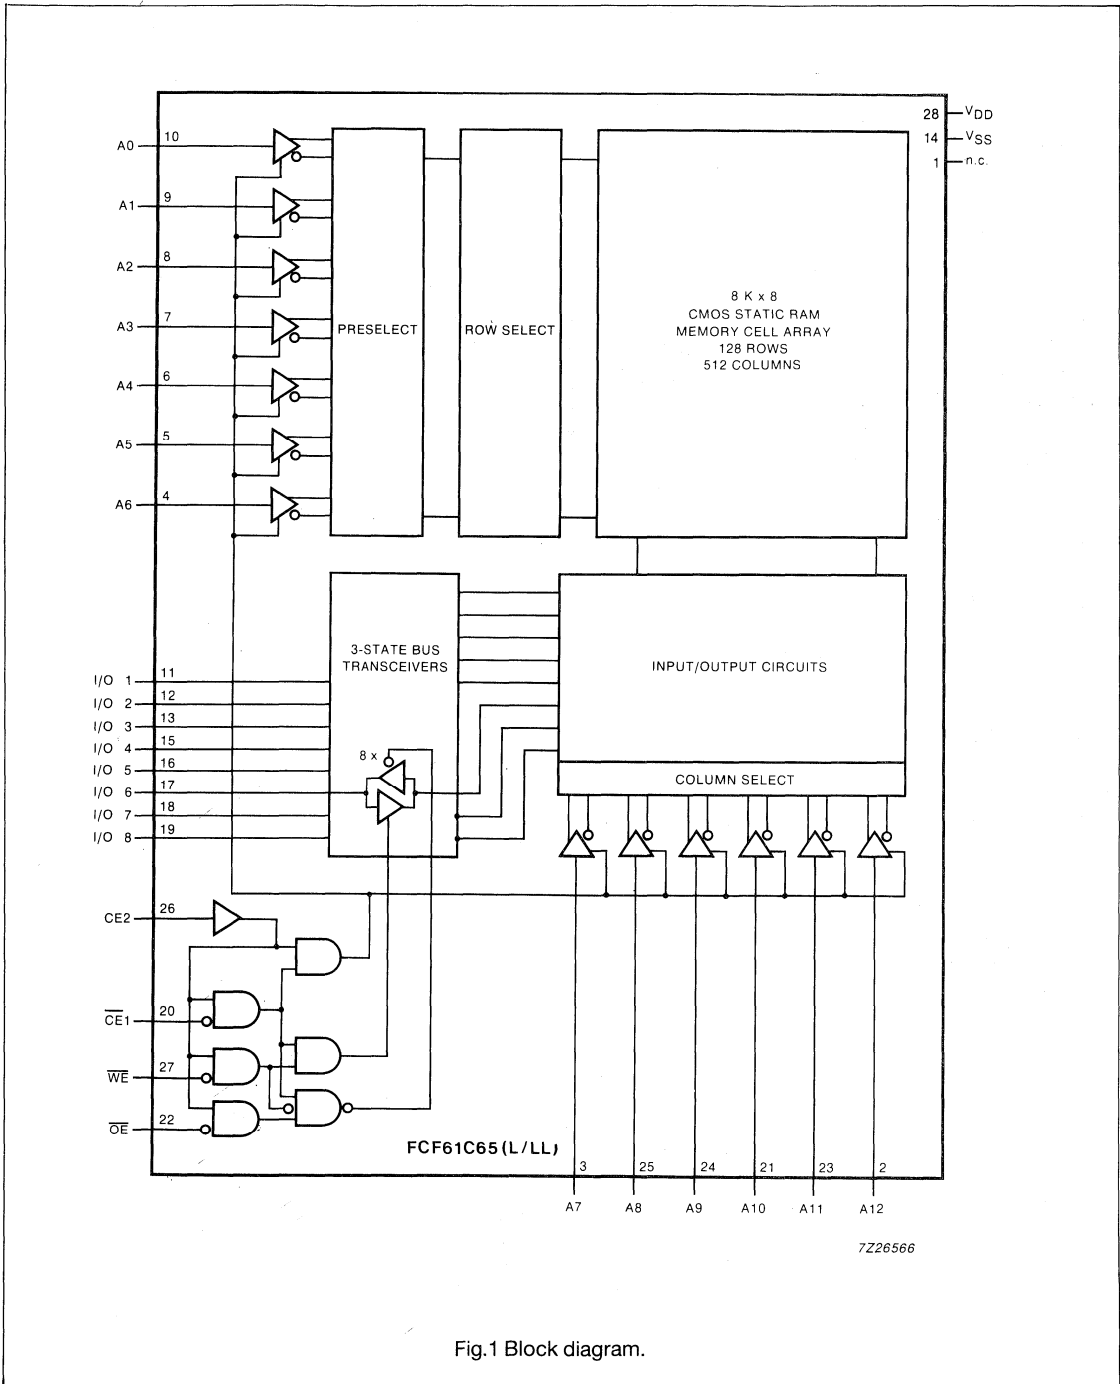 28 VDD
14 VSS
1 n.c.
A0 10
A1 9
A2 8
A3 7
A4 6
A5 5
A6 4
PRESELECT
ROW SELECT
8 K x 8
CMOS STATIC RAM
MEMORY CELL ARRAY
128 ROWS
512 COLUMNS
3-STATE BUS
TRANSCEIVERS
8 x
INPUT/OUTPUT CIRCUITS
COLUMN SELECT
I/O 1 11
I/O 2 12
I/O 3 13
I/O 4 15
I/O 5 16
I/O 6 17
I/O 7 18
I/O 8 19
CE2 26
C̅E̅1 20
W̅E̅ 27
O̅E̅ 22
FCF61C65(L/LL)
3 25 24 21 23 2
A7 A8 A9 A10 A11 A12
7Z26566
Fig.1 Block diagram.